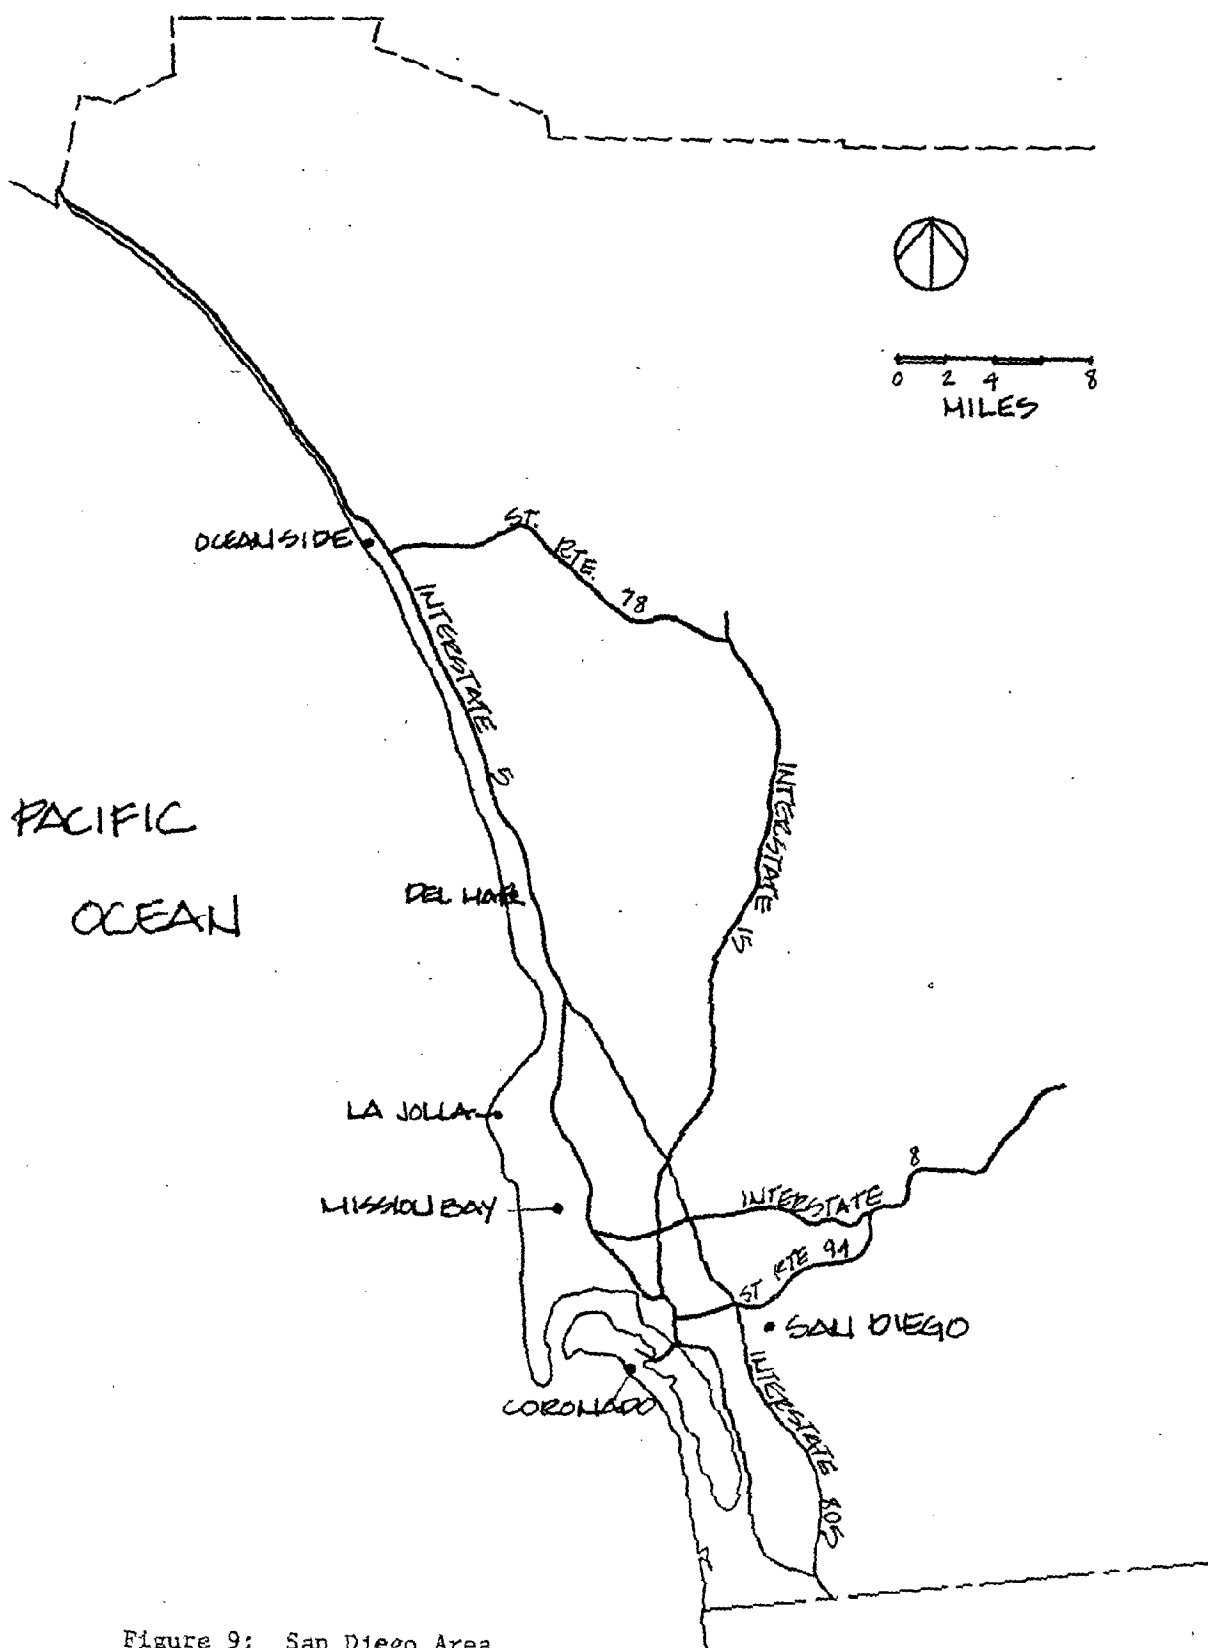 0 2 4 8
MILES
OCEANSIDE
ST. RTE. 78
INTERSTATE 5
INTERSTATE 15
PACIFIC
OCEAN
DEL MAR
LA JOLLA
MISSION BAY
INTERSTATE 8
ST RTE 94
SAN DIEGO
CORONADO
INTERSTATE 805
Figure 9: San Diego Area